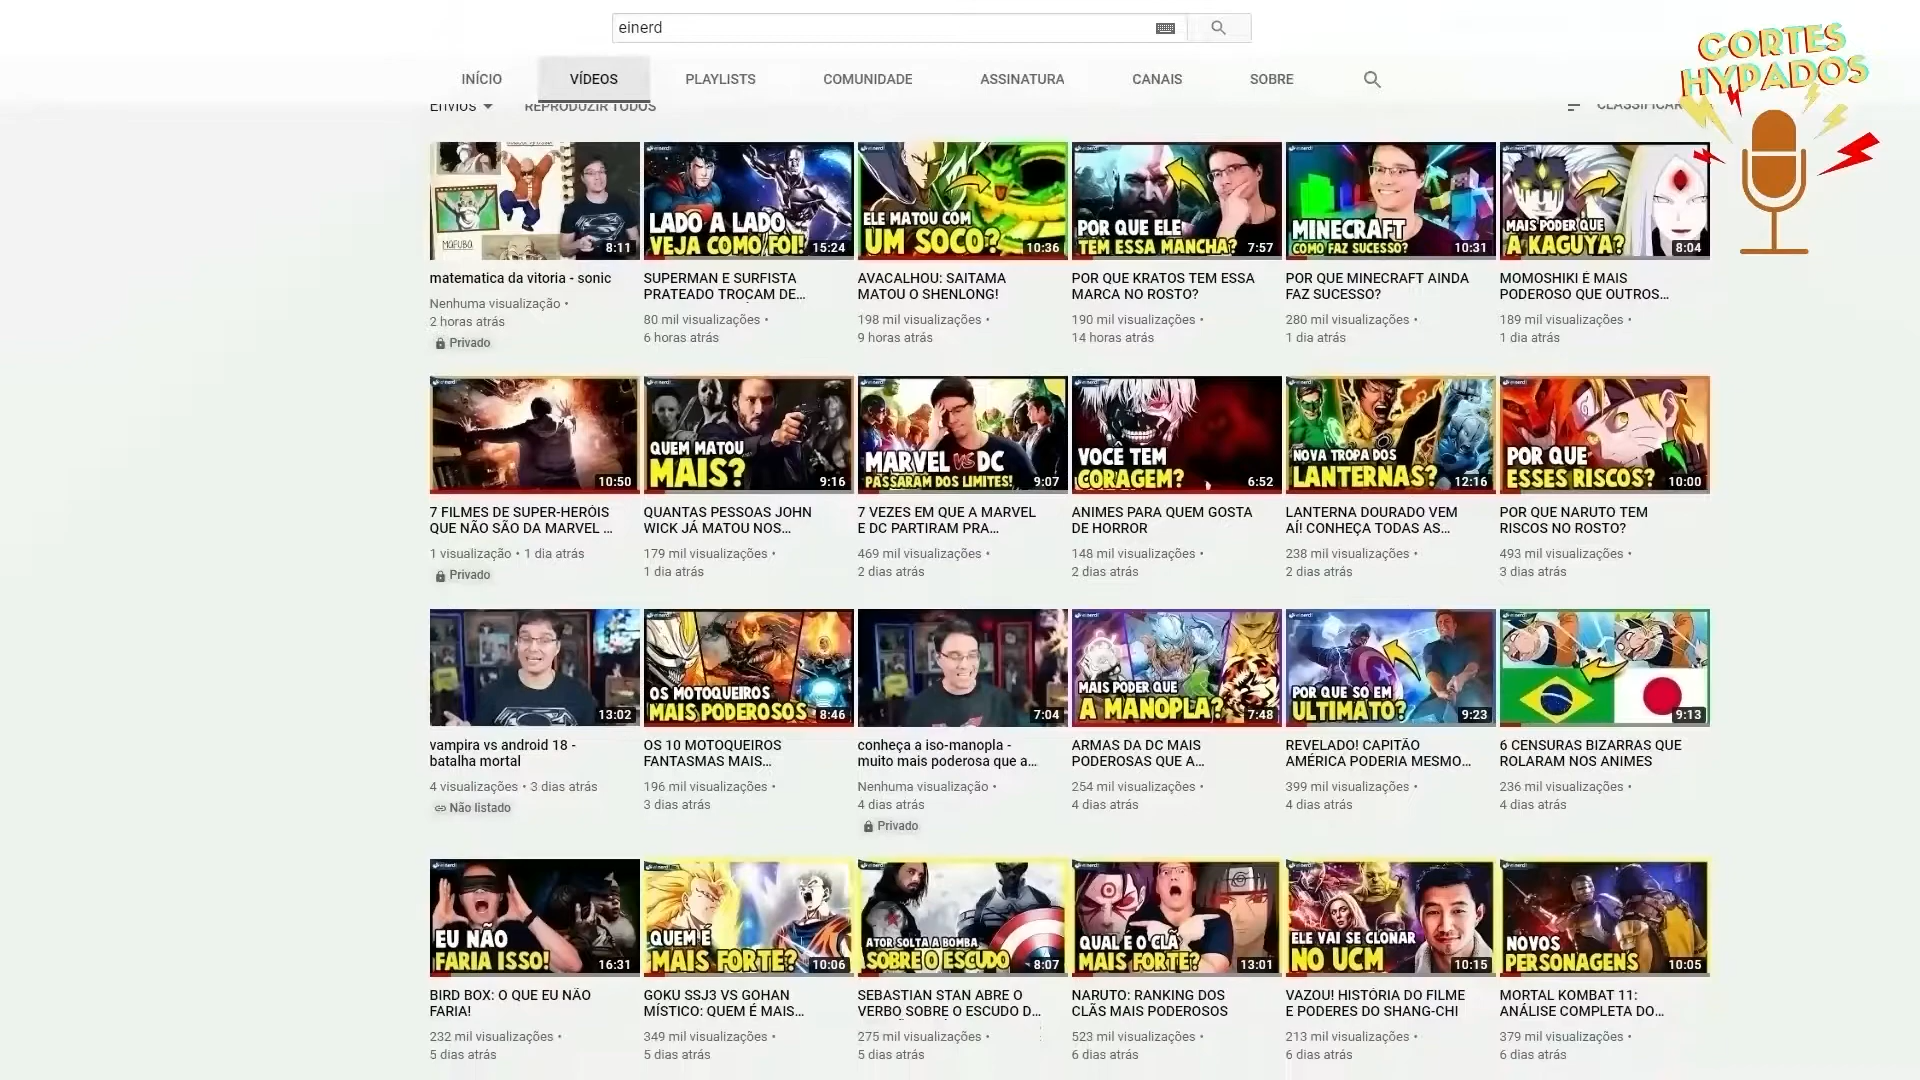 einerd
CORTES
HYPADOS
INÍCIO
VÍDEOS
PLAYLISTS
COMUNIDADE
ASSINATURA
CANAIS
SOBRE
ENVIOS
REPRODUZIR TODOS
CLASSIFICAR
MAFUBA
8:11
LADO A LADO
VEJA COMO FOI!
15:24
ELE MATOU COM
UM SOCO?
10:36
POR QUE ELE
TEM ESSA MANCHA?
7:57
MINECRAFT
COMO FAZ SUCESSO?
10:31
MAIS PODER QUE
A KAGUYA?
8:04
matematica da vitoria - sonic
Nenhuma visualização •
2 horas atrás
Privado
SUPERMAN E SURFISTA
PRATEADO TROCAM DE...
80 mil visualizações •
6 horas atrás
AVACALHOU: SAITAMA
MATOU O SHENLONG!
198 mil visualizações •
9 horas atrás
POR QUE KRATOS TEM ESSA
MARCA NO ROSTO?
190 mil visualizações •
14 horas atrás
POR QUE MINECRAFT AINDA
FAZ SUCESSO?
280 mil visualizações •
1 dia atrás
MOMOSHIKI É MAIS
PODEROSO QUE OUTROS...
189 mil visualizações •
1 dia atrás
10:50
QUEM MATOU
MAIS?
9:16
MARVEL VS DC
PASSARAM DOS LIMITES!
9:07
VOCÊ TEM
CORAGEM?
6:52
NOVA TROPA DOS
LANTERNAS?
12:16
POR QUE
ESSES RISCOS?
10:00
7 FILMES DE SUPER-HERÓIS
QUE NÃO SÃO DA MARVEL ...
1 visualização • 1 dia atrás
Privado
QUANTAS PESSOAS JOHN
WICK JÁ MATOU NOS...
179 mil visualizações •
1 dia atrás
7 VEZES EM QUE A MARVEL
E DC PARTIRAM PRA...
469 mil visualizações •
2 dias atrás
ANIMES PARA QUEM GOSTA
DE HORROR
148 mil visualizações •
2 dias atrás
LANTERNA DOURADO VEM
AÍ! CONHEÇA TODAS AS...
238 mil visualizações •
2 dias atrás
POR QUE NARUTO TEM
RISCOS NO ROSTO?
493 mil visualizações •
3 dias atrás
13:02
OS MOTOQUEIROS
MAIS PODEROSOS
8:46
7:04
MAIS PODER QUE
A MANOPLA?
7:48
POR QUE SÓ EM
ULTIMATO?
9:23
9:13
vampira vs android 18 -
batalha mortal
4 visualizações • 3 dias atrás
Não listado
OS 10 MOTOQUEIROS
FANTASMAS MAIS...
196 mil visualizações •
3 dias atrás
conheça a iso-manopla -
muito mais poderosa que a...
Nenhuma visualização •
4 dias atrás
Privado
ARMAS DA DC MAIS
PODEROSAS QUE A...
254 mil visualizações •
4 dias atrás
REVELADO! CAPITÃO
AMÉRICA PODERIA MESMO...
399 mil visualizações •
4 dias atrás
6 CENSURAS BIZARRAS QUE
ROLARAM NOS ANIMES
236 mil visualizações •
4 dias atrás
EU NÃO
FARIA ISSO!
16:31
QUEM É
MAIS FORTE?
10:06
ATOR SOLTA A BOMBA
SOBRE O ESCUDO
8:07
QUAL É O CLÃ
MAIS FORTE?
13:01
ELE VAI SE CLONAR
NO UCM
10:15
NOVOS
PERSONAGENS
10:05
BIRD BOX: O QUE EU NÃO
FARIA!
232 mil visualizações •
5 dias atrás
GOKU SSJ3 VS GOHAN
MÍSTICO: QUEM É MAIS...
349 mil visualizações •
5 dias atrás
SEBASTIAN STAN ABRE O
VERBO SOBRE O ESCUDO D...
275 mil visualizações •
5 dias atrás
NARUTO: RANKING DOS
CLÃS MAIS PODEROSOS
523 mil visualizações •
6 dias atrás
VAZOU! HISTÓRIA DO FILME
E PODERES DO SHANG-CHI
213 mil visualizações •
6 dias atrás
MORTAL KOMBAT 11:
ANÁLISE COMPLETA DO...
379 mil visualizações •
6 dias atrás